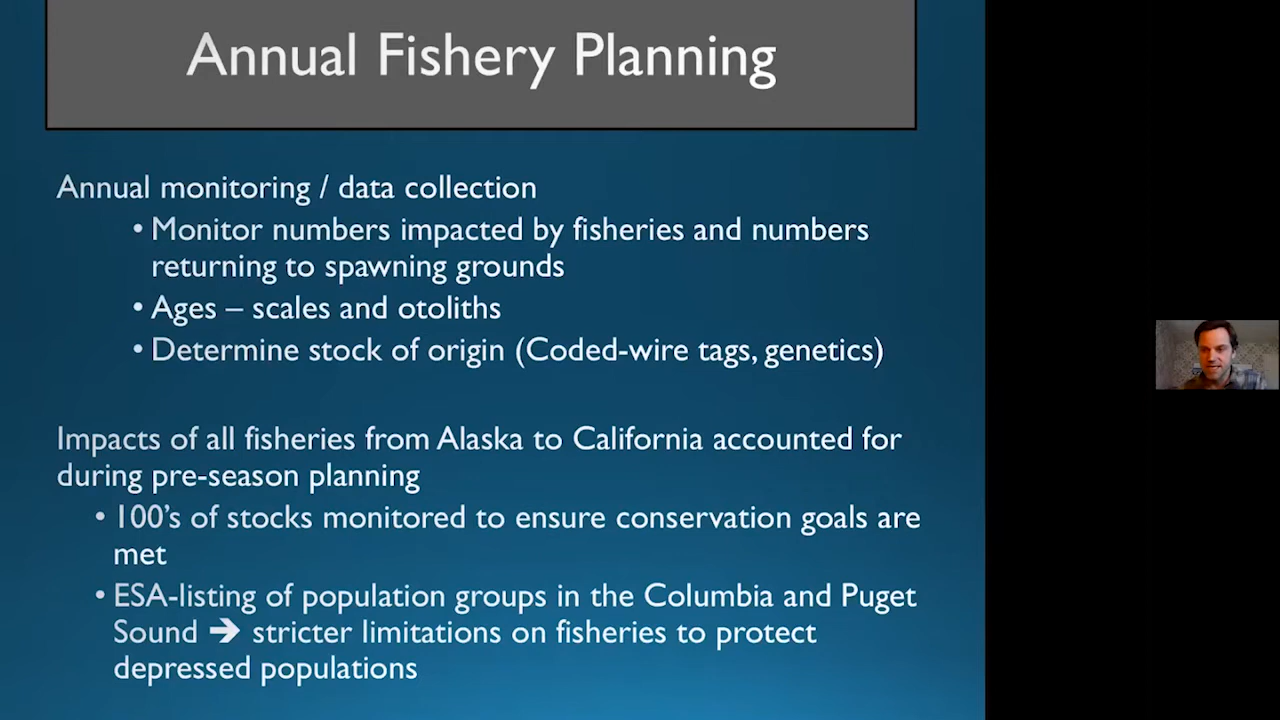 Annual Fishery Planning
Annual monitoring / data collection
• Monitor numbers impacted by fisheries and numbers
returning to spawning grounds
• Ages – scales and otoliths
• Determine stock of origin (Coded-wire tags, genetics)
Impacts of all fisheries from Alaska to California accounted for
during pre-season planning
• 100’s of stocks monitored to ensure conservation goals are
met
• ESA-listing of population groups in the Columbia and Puget
Sound ➔ stricter limitations on fisheries to protect
depressed populations